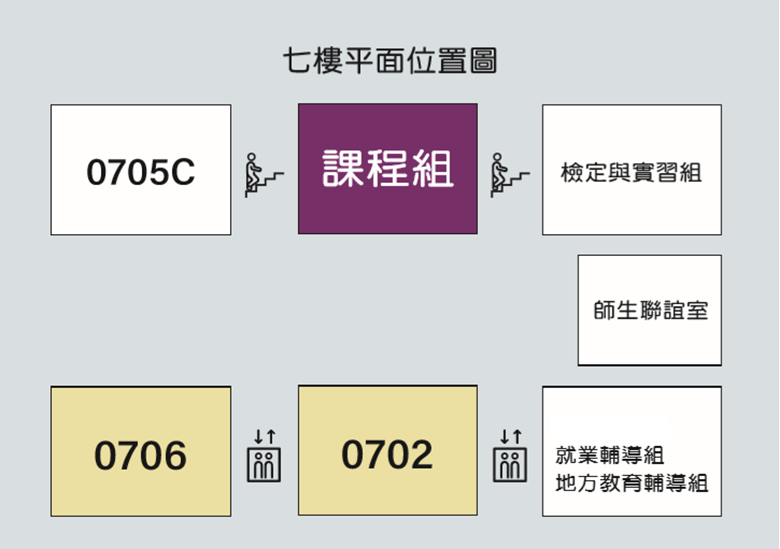 七樓平面位置圖
0705C
課程組
檢定與實習組
師生聯誼室
0706
0702
就業輔導組
地方教育輔導組